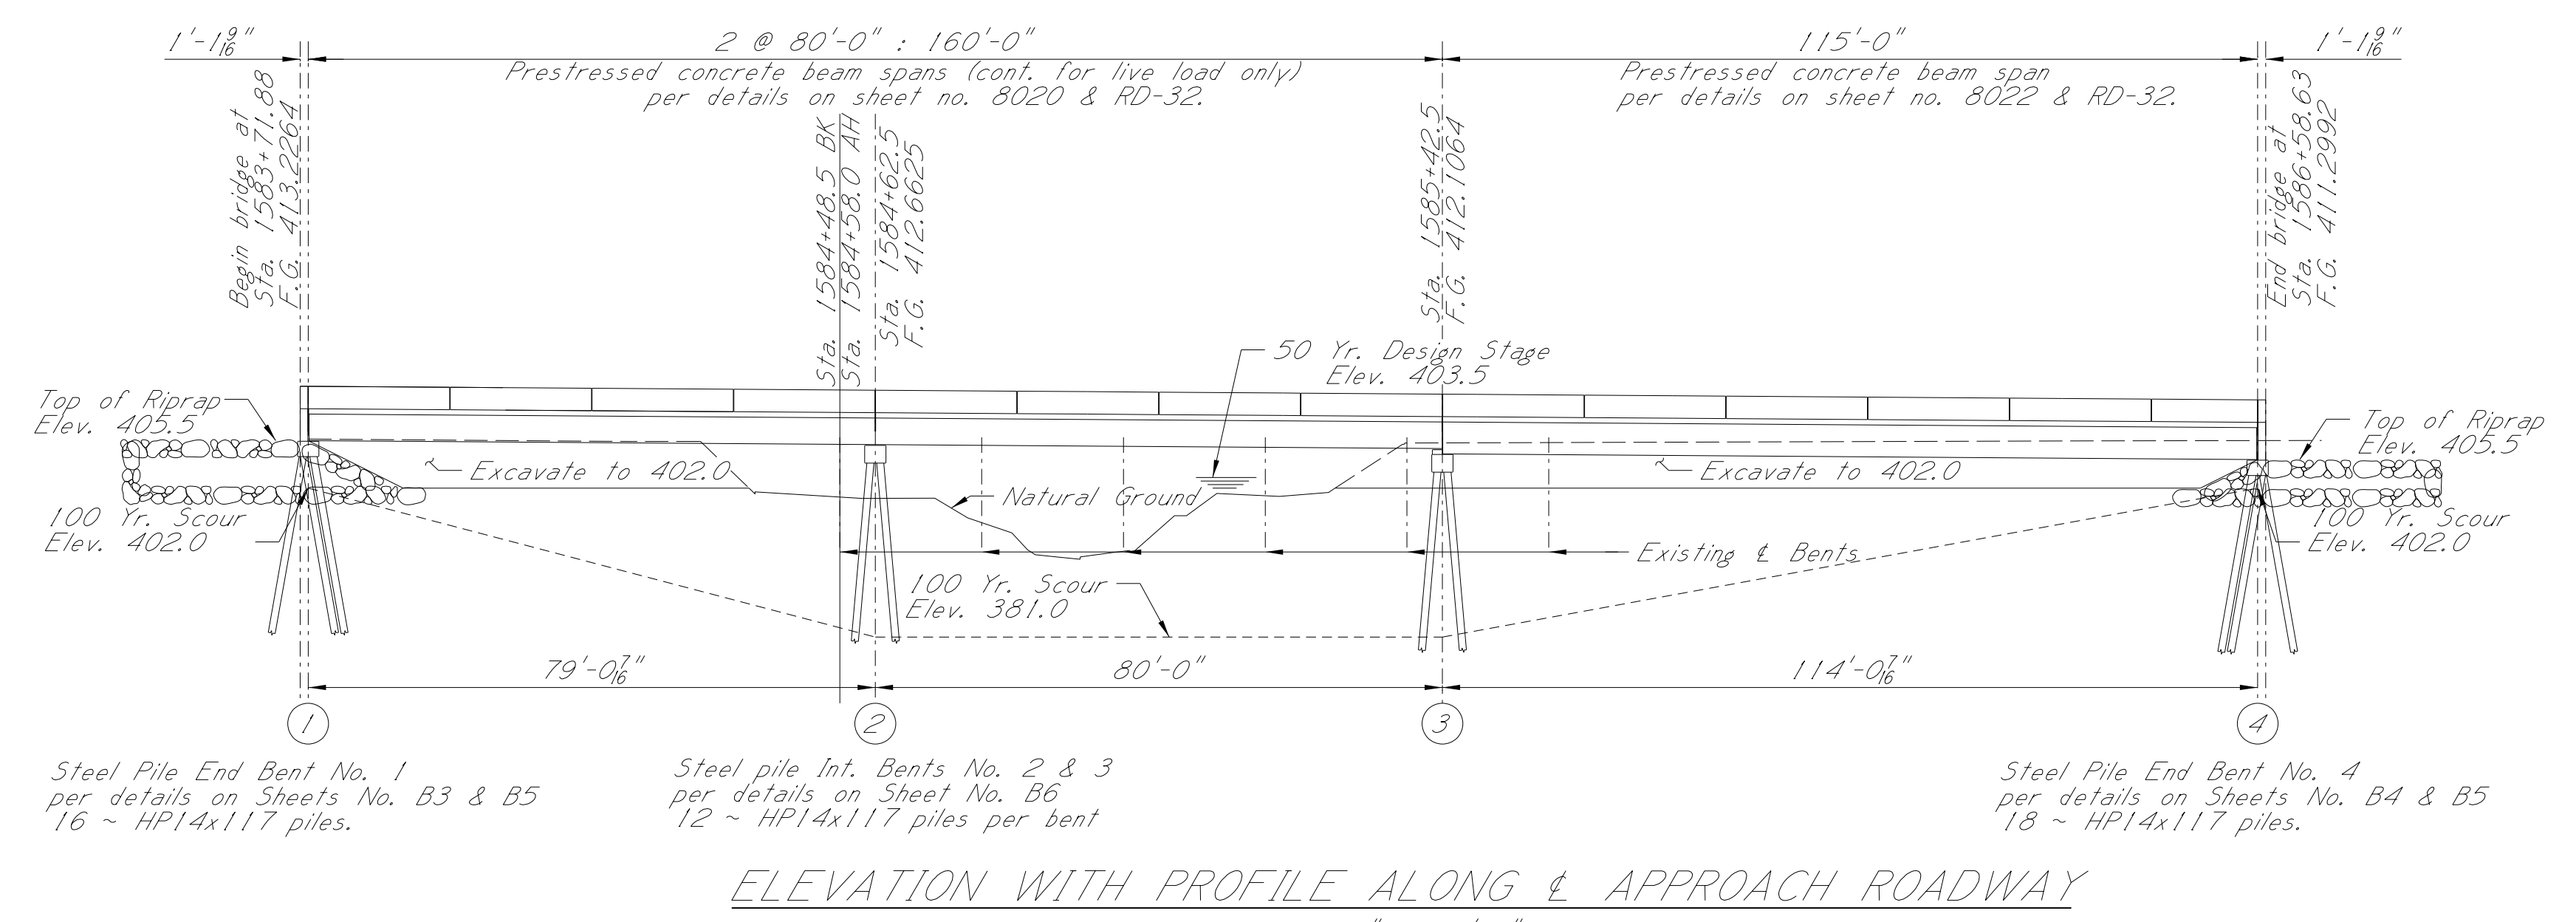 1'-1 9/16"
2 @ 80'-0" : 160'-0"
115'-0"
1'-1 9/16"
Prestressed concrete beam spans (cont. for live load only)
per details on sheet no. 8020 & RD-32.
Prestressed concrete beam span
per details on sheet no. 8022 & RD-32.
Begin bridge at
Sta. 1583+71.88
F.G. 413.2264
Sta. 1584+48.5 BK
Sta. 1584+58.0 AH
Sta. 1584+62.5
F.G. 412.6625
Sta. 1585+42.5
F.G. 412.1064
End bridge at
Sta. 1586+58.63
F.G. 411.2992
50 Yr. Design Stage
Elev. 403.5
Top of Riprap
Elev. 405.5
Top of Riprap
Elev. 405.5
Excavate to 402.0
Natural Ground
Excavate to 402.0
100 Yr. Scour
Elev. 402.0
100 Yr. Scour
Elev. 402.0
Existing ℄ Bents
100 Yr. Scour
Elev. 381.0
79'-0 7/16"
80'-0"
114'-0 7/16"
1
2
3
4
Steel Pile End Bent No. 1
per details on Sheets No. B3 & B5
16 ~ HP14x117 piles.
Steel pile Int. Bents No. 2 & 3
per details on Sheet No. B6
12 ~ HP14x117 piles per bent
Steel Pile End Bent No. 4
per details on Sheets No. B4 & B5
18 ~ HP14x117 piles.
ELEVATION WITH PROFILE ALONG ℄ APPROACH ROADWAY